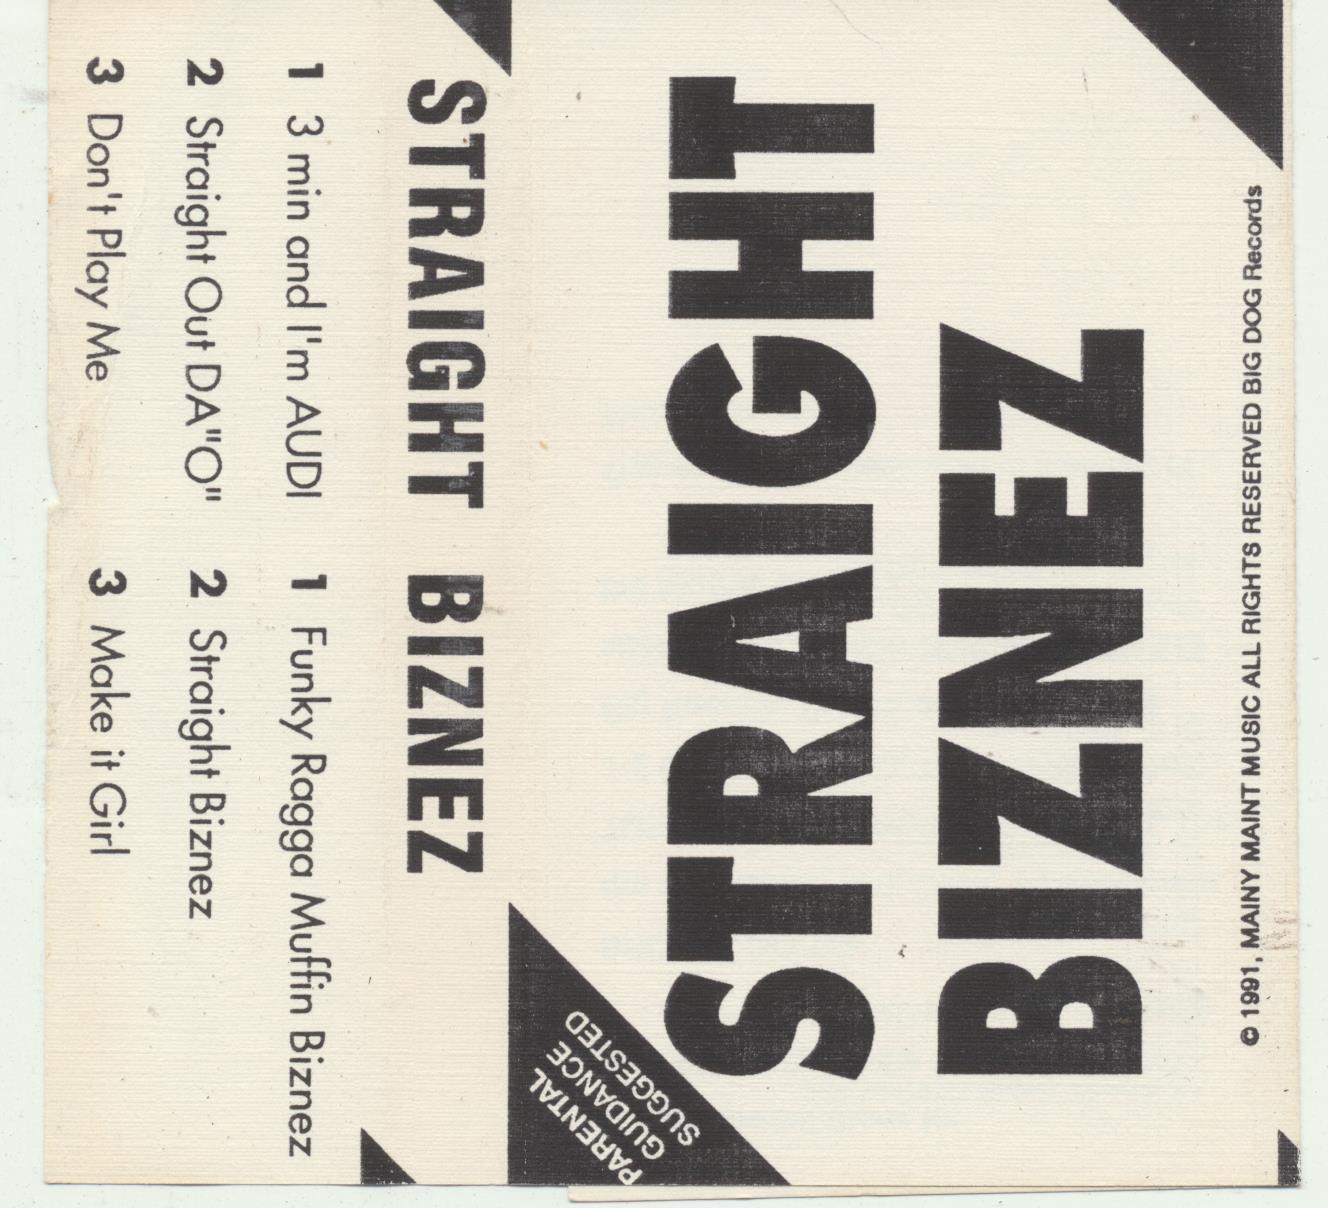 STRAIGHT
BIZNEZ
© 1991, MAINY MAINT MUSIC ALL RIGHTS RESERVED BIG DOG Records
PARENTAL
GUIDANCE
SUGGESTED
STRAIGHT BIZNEZ
1 3 min and I'm AUDI
2 Straight Out DA"O"
3 Don't Play Me
1 Funky Ragga Muffin Biznez
2 Straight Biznez
3 Make it Girl